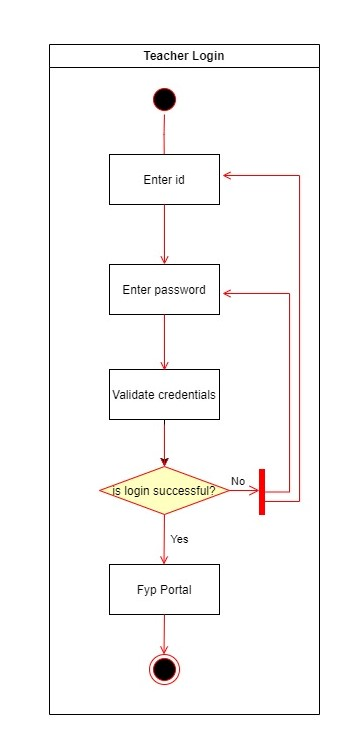 Teacher Login
Enter id
Enter password
Validate credentials
is login successful?
No
Yes
Fyp Portal